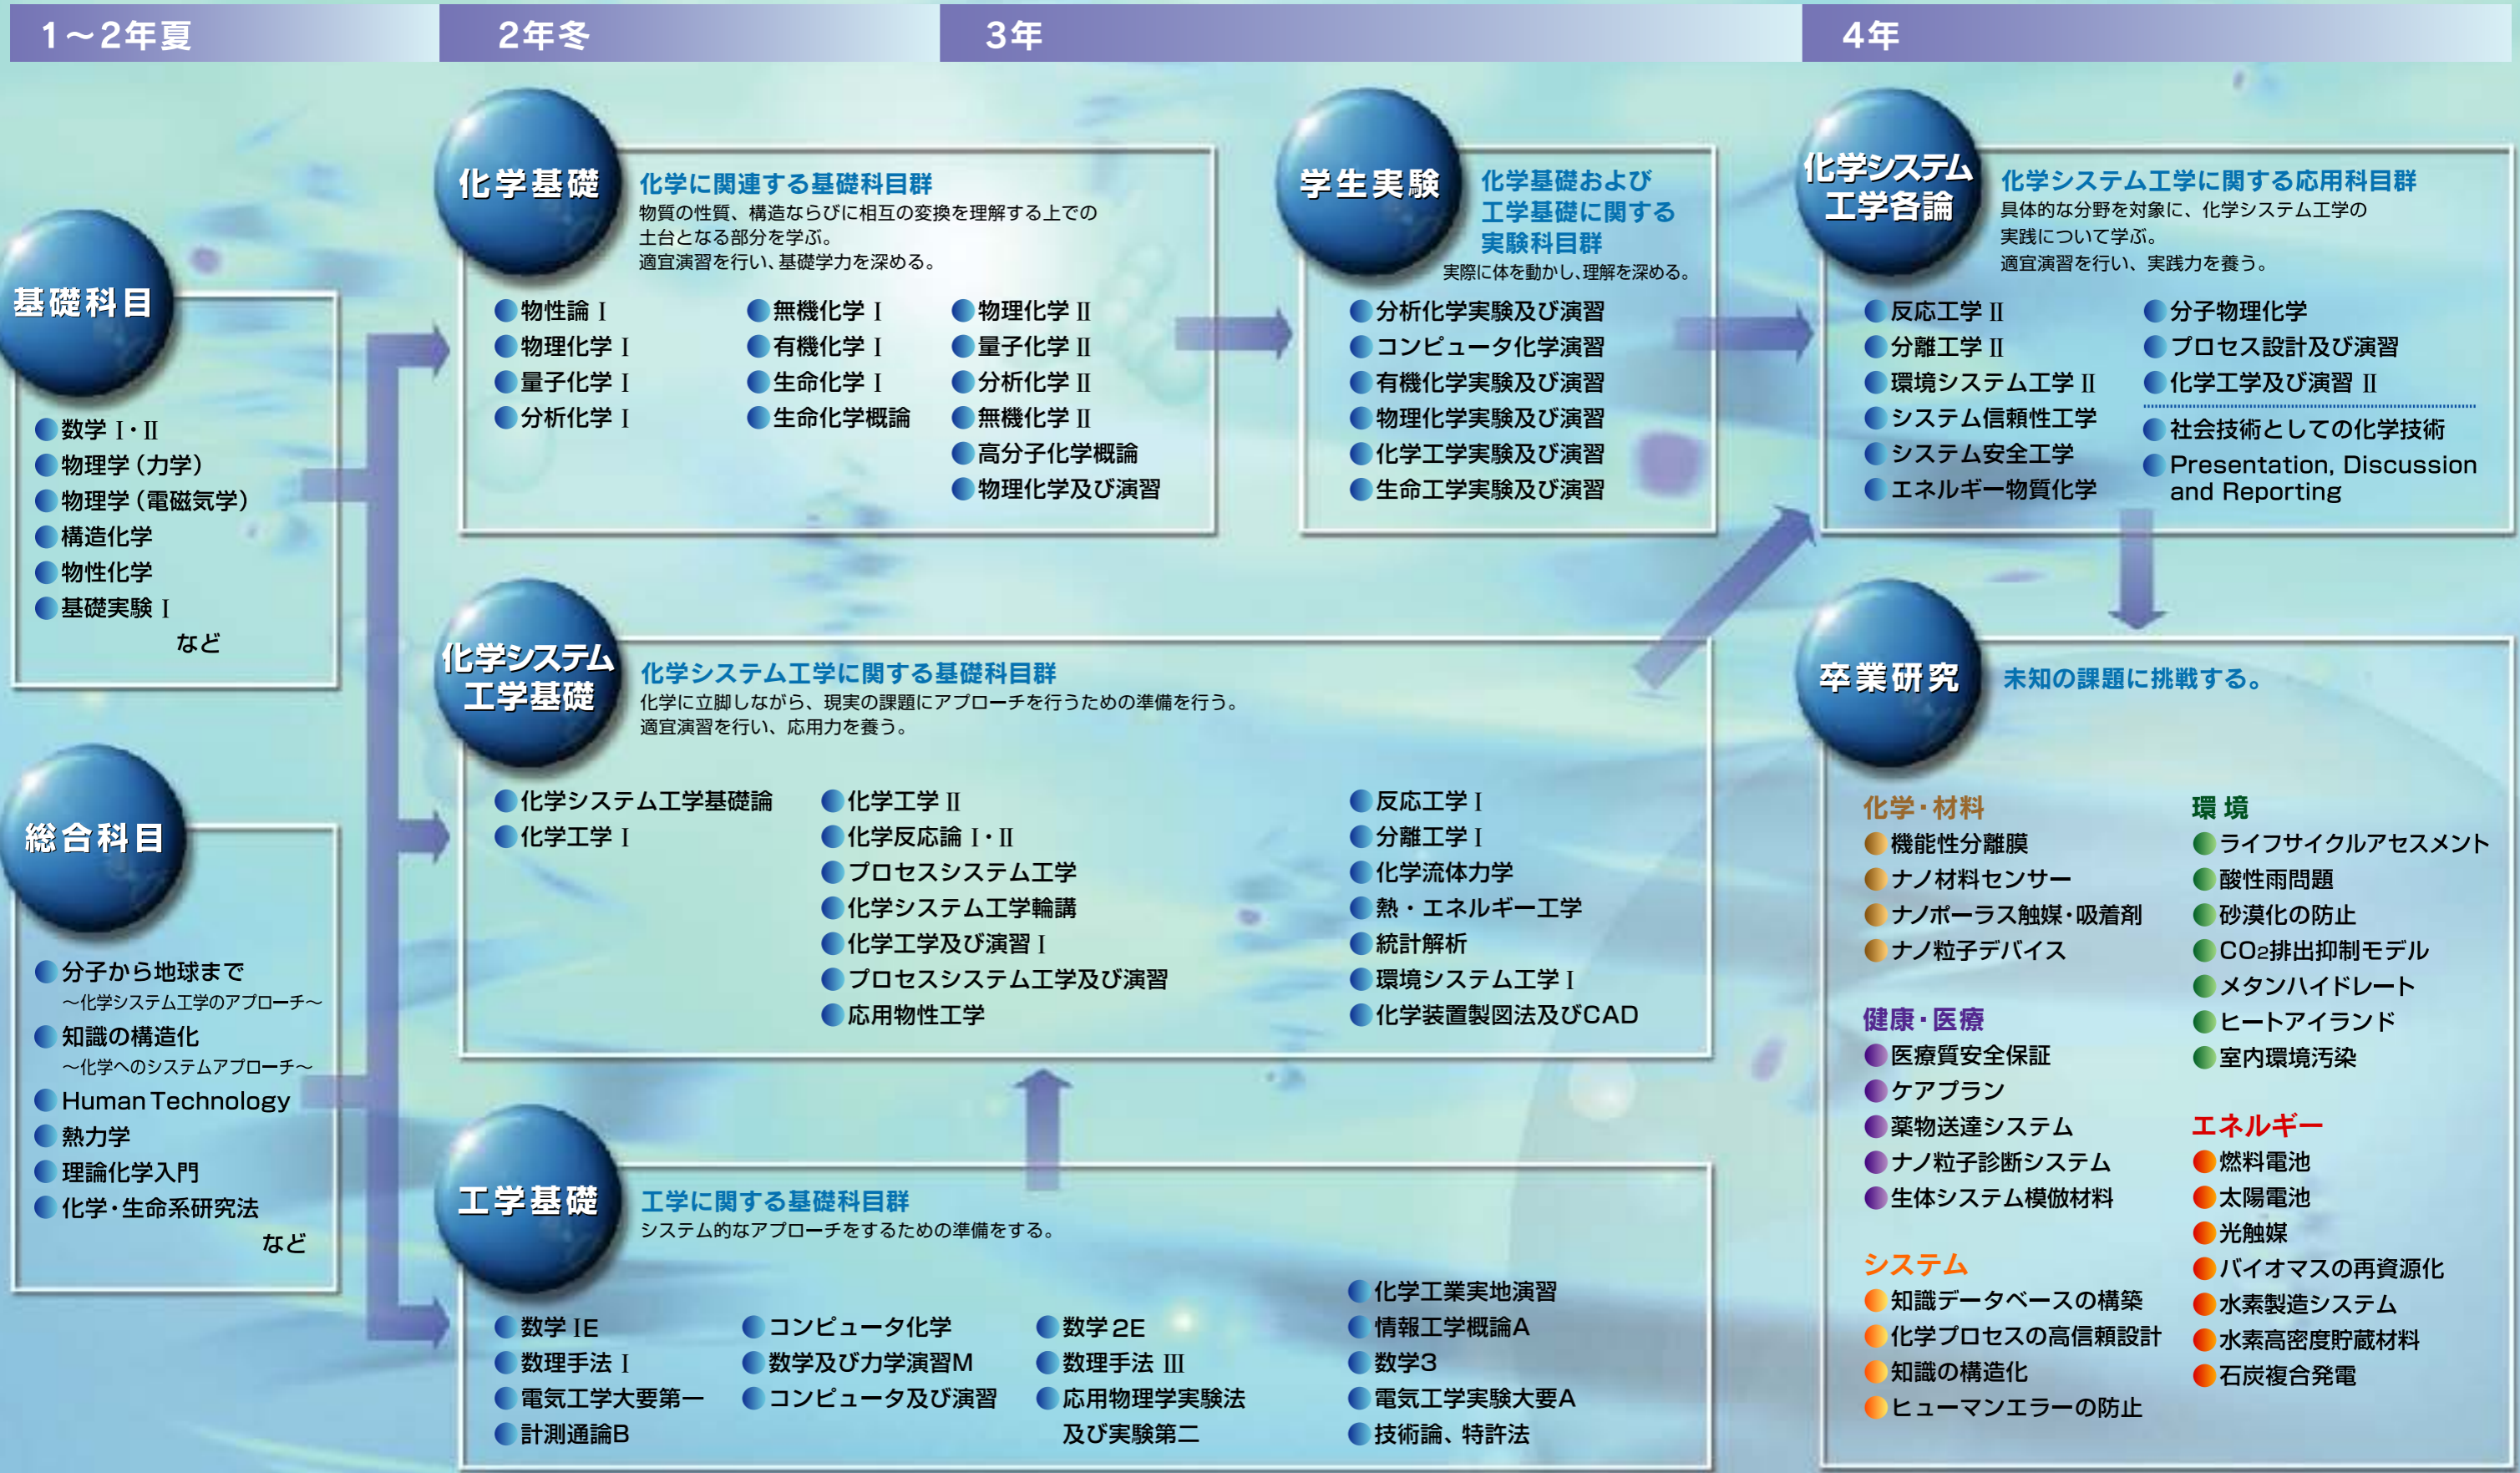 1～2年夏
2年冬
3年
4年
基礎科目
数学 Ⅰ・Ⅱ
物理学（力学）
物理学（電磁気学）
構造化学
物性化学
基礎実験 Ⅰ
など
総合科目
分子から地球まで
～化学システム工学のアプローチ～
知識の構造化
～化学へのシステムアプローチ～
Human Technology
熱力学
理論化学入門
化学・生命系研究法
など
化学基礎
化学に関連する基礎科目群
物質の性質、構造ならびに相互の変換を理解する上での
土台となる部分を学ぶ。
適宜演習を行い、基礎学力を深める。
物性論 Ⅰ
物理化学 Ⅰ
量子化学 Ⅰ
分析化学 Ⅰ
無機化学 Ⅰ
有機化学 Ⅰ
生命化学 Ⅰ
生命化学概論
物理化学 Ⅱ
量子化学 Ⅱ
分析化学 Ⅱ
無機化学 Ⅱ
高分子化学概論
物理化学及び演習
学生実験
化学基礎および
工学基礎に関する
実験科目群
実際に体を動かし、理解を深める。
分析化学実験及び演習
コンピュータ化学演習
有機化学実験及び演習
物理化学実験及び演習
化学工学実験及び演習
生命工学実験及び演習
化学システム
工学各論
化学システム工学に関する応用科目群
具体的な分野を対象に、化学システム工学の
実践について学ぶ。
適宜演習を行い、実践力を養う。
反応工学 Ⅱ
分離工学 Ⅱ
環境システム工学 Ⅱ
システム信頼性工学
システム安全工学
エネルギー物質化学
分子物理化学
プロセス設計及び演習
化学工学及び演習 Ⅱ
社会技術としての化学技術
Presentation, Discussion
and Reporting
化学システム
工学基礎
化学システム工学に関する基礎科目群
化学に立脚しながら、現実の課題にアプローチを行うための準備を行う。
適宜演習を行い、応用力を養う。
化学システム工学基礎論
化学工学 Ⅰ
化学工学 Ⅱ
化学反応論 Ⅰ・Ⅱ
プロセスシステム工学
化学システム工学輪講
化学工学及び演習 Ⅰ
プロセスシステム工学及び演習
応用物性工学
反応工学 Ⅰ
分離工学 Ⅰ
化学流体力学
熱・エネルギー工学
統計解析
環境システム工学 Ⅰ
化学装置製図法及びCAD
工学基礎
工学に関する基礎科目群
システム的なアプローチをするための準備をする。
数学 ⅠE
数理手法 Ⅰ
電気工学大要第一
計測通論B
コンピュータ化学
数学及び力学演習M
コンピュータ及び演習
数学2E
数理手法 Ⅲ
応用物理学実験法
及び実験第二
化学工業実地演習
情報工学概論A
数学3
電気工学実験大要A
技術論、特許法
卒業研究
未知の課題に挑戦する。
化学・材料
機能性分離膜
ナノ材料センサー
ナノポーラス触媒・吸着剤
ナノ粒子デバイス
健康・医療
医療質安全保証
ケアプラン
薬物送達システム
ナノ粒子診断システム
生体システム模倣材料
システム
知識データベースの構築
化学プロセスの高信頼設計
知識の構造化
ヒューマンエラーの防止
環境
ライフサイクルアセスメント
酸性雨問題
砂漠化の防止
CO2排出抑制モデル
メタンハイドレート
ヒートアイランド
室内環境汚染
エネルギー
燃料電池
太陽電池
光触媒
バイオマスの再資源化
水素製造システム
水素高密度貯蔵材料
石炭複合発電